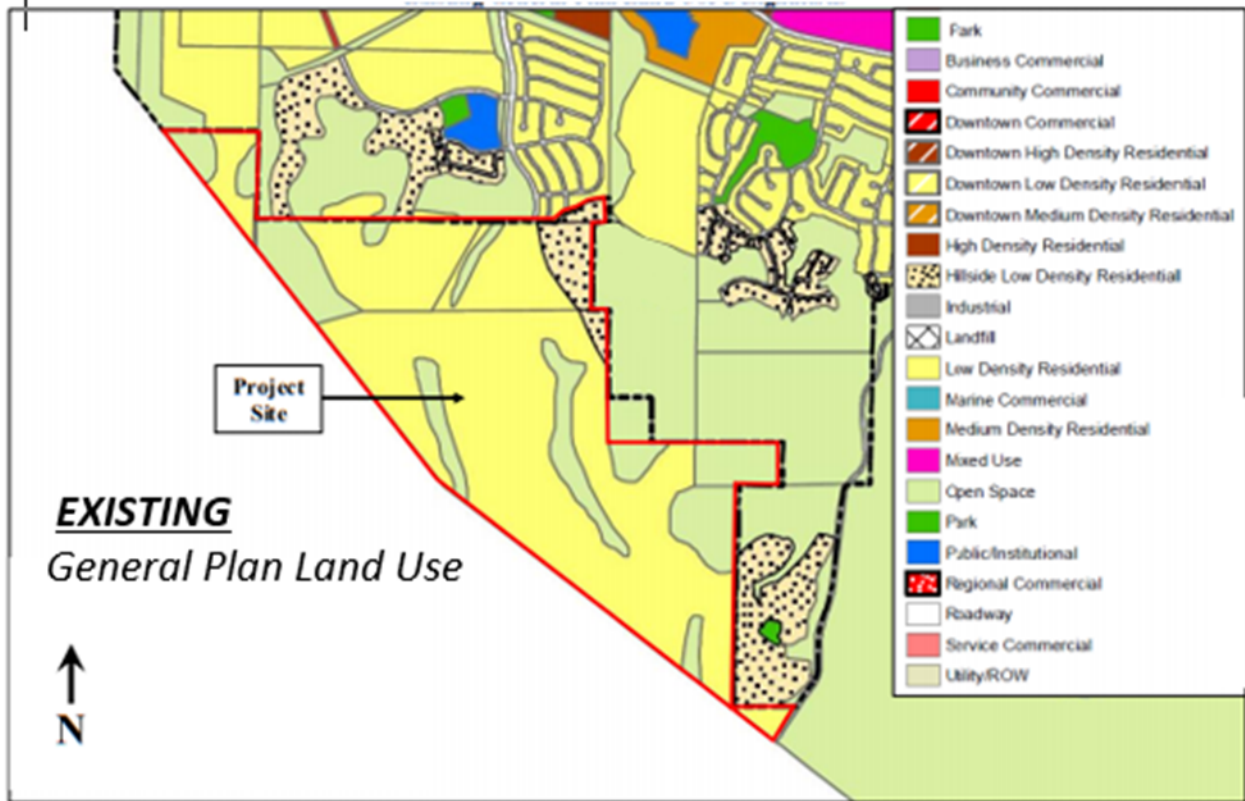 Park
Business Commercial
Community Commercial
Downtown Commercial
Downtown High Density Residential
Downtown Low Density Residential
Downtown Medium Density Residential
High Density Residential
Hillside Low Density Residential
Industrial
Landfill
Low Density Residential
Marine Commercial
Medium Density Residential
Mixed Use
Open Space
Park
Public/Institutional
Regional Commercial
Roadway
Service Commercial
Utility/ROW
Project
Site
EXISTING
General Plan Land Use
N